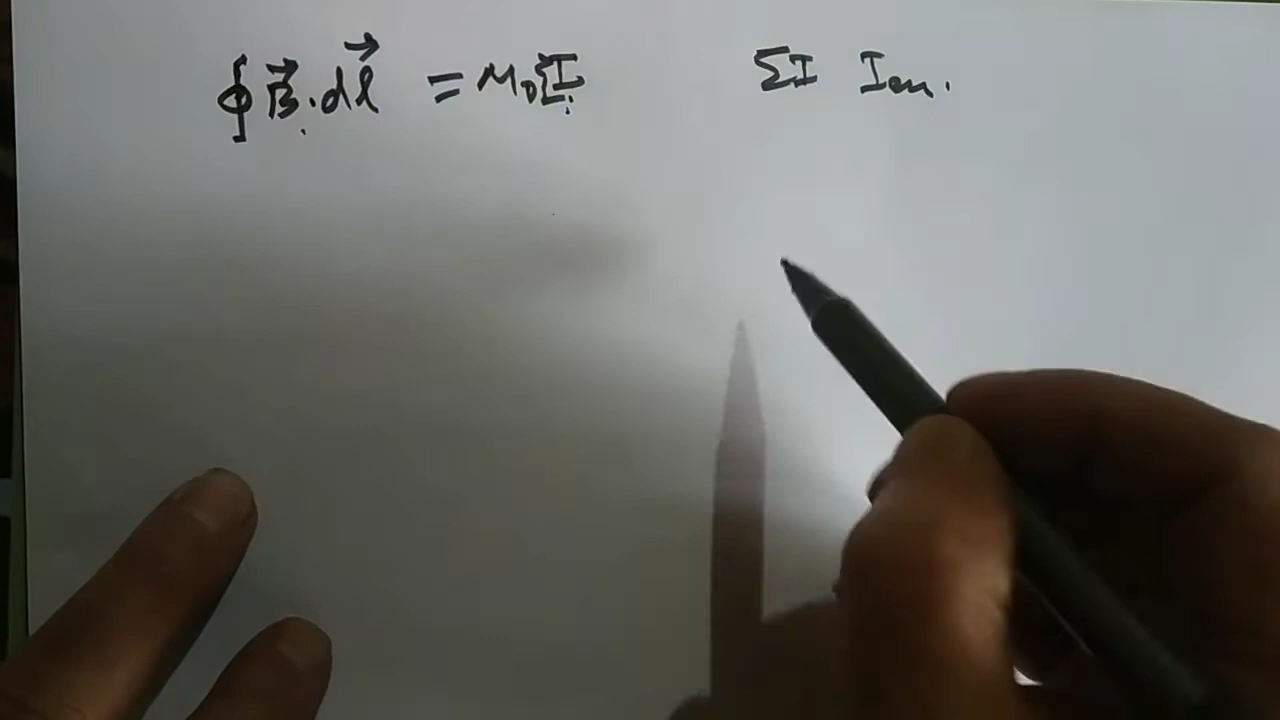 ∮ B⃗ . dl⃗ = μ₀ΣI ΣI Ien.